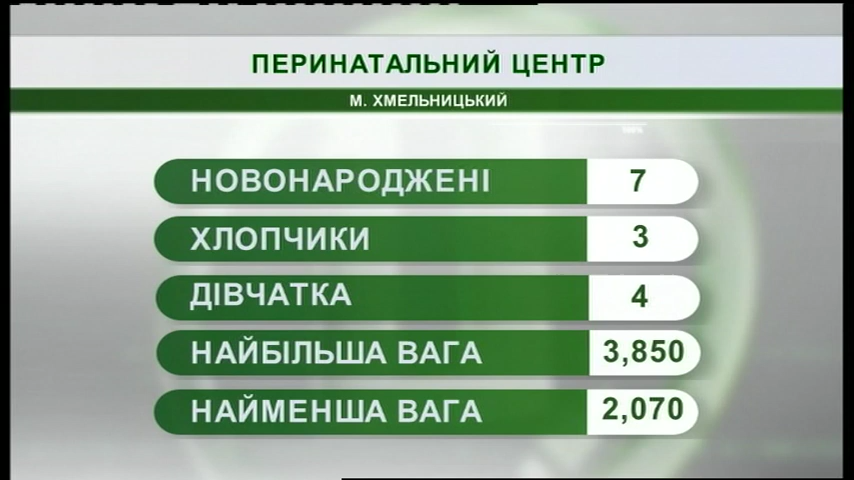 ПЕРИНАТАЛЬНИЙ ЦЕНТР
М. ХМЕЛЬНИЦЬКИЙ
НОВОНАРОДЖЕНІ 7
ХЛОПЧИКИ 3
ДІВЧАТКА 4
НАЙБІЛЬША ВАГА 3,850
НАЙМЕНША ВАГА 2,070